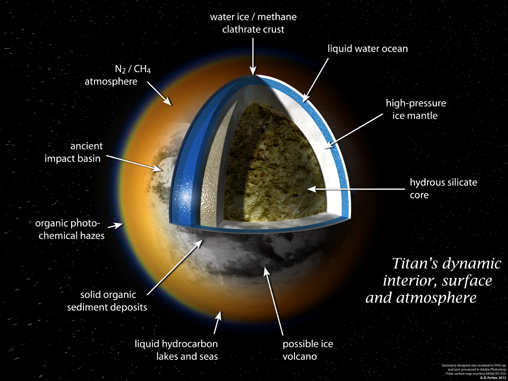 water ice / methane
clathrate crust
liquid water ocean
N₂ / CH₄
atmosphere
high-pressure
ice mantle
ancient
impact basin
hydrous silicate
core
organic photo-
chemical hazes
Titan's dynamic
interior, surface
and atmosphere
solid organic
sediment deposits
liquid hydrocarbon
lakes and seas
possible ice
volcano